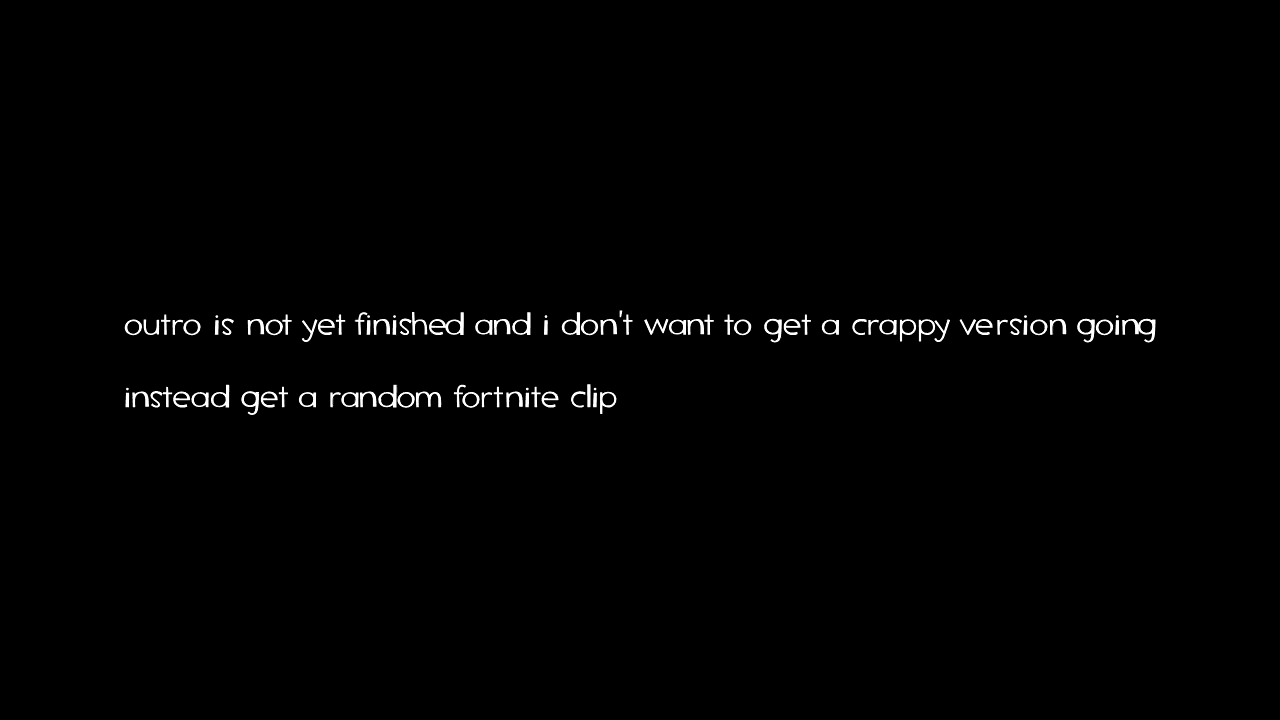 outro is not yet finished and i don't want to get a crappy version going
instead get a random fortnite clip